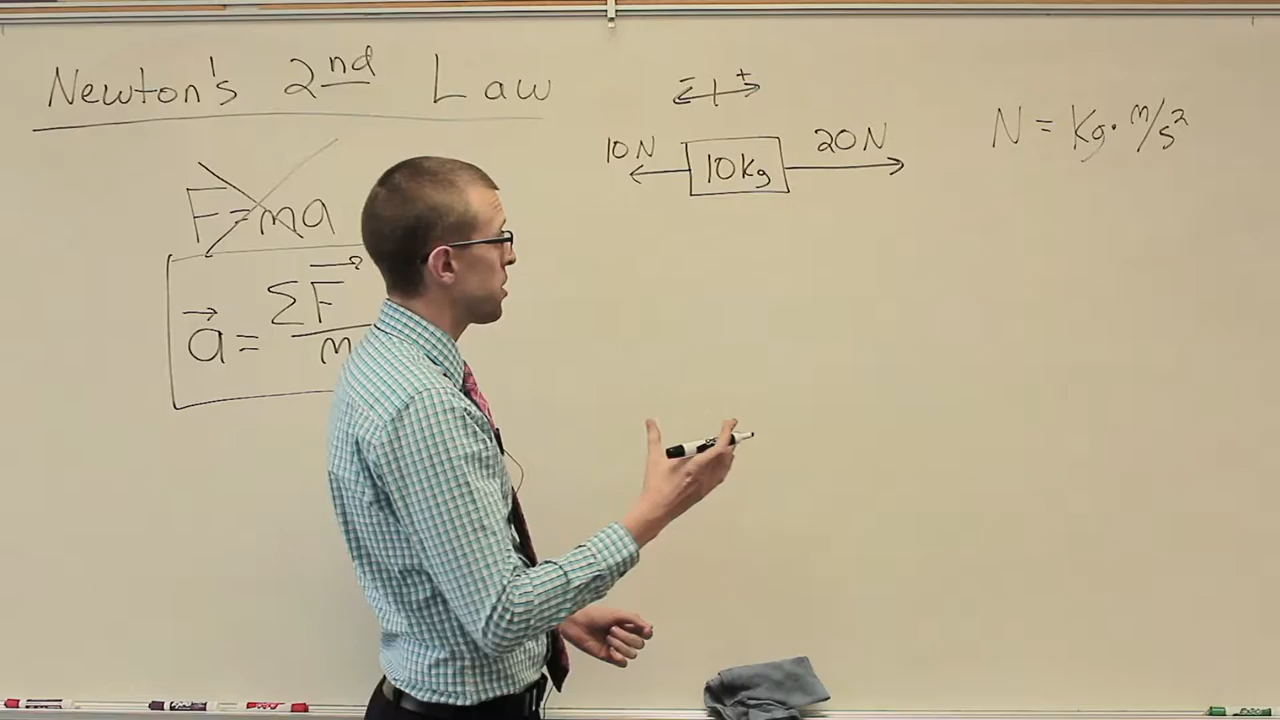 Newton's 2nd Law
F=ma
a = ΣF/m
- +
10N 10kg 20N
N = kg·m/s²